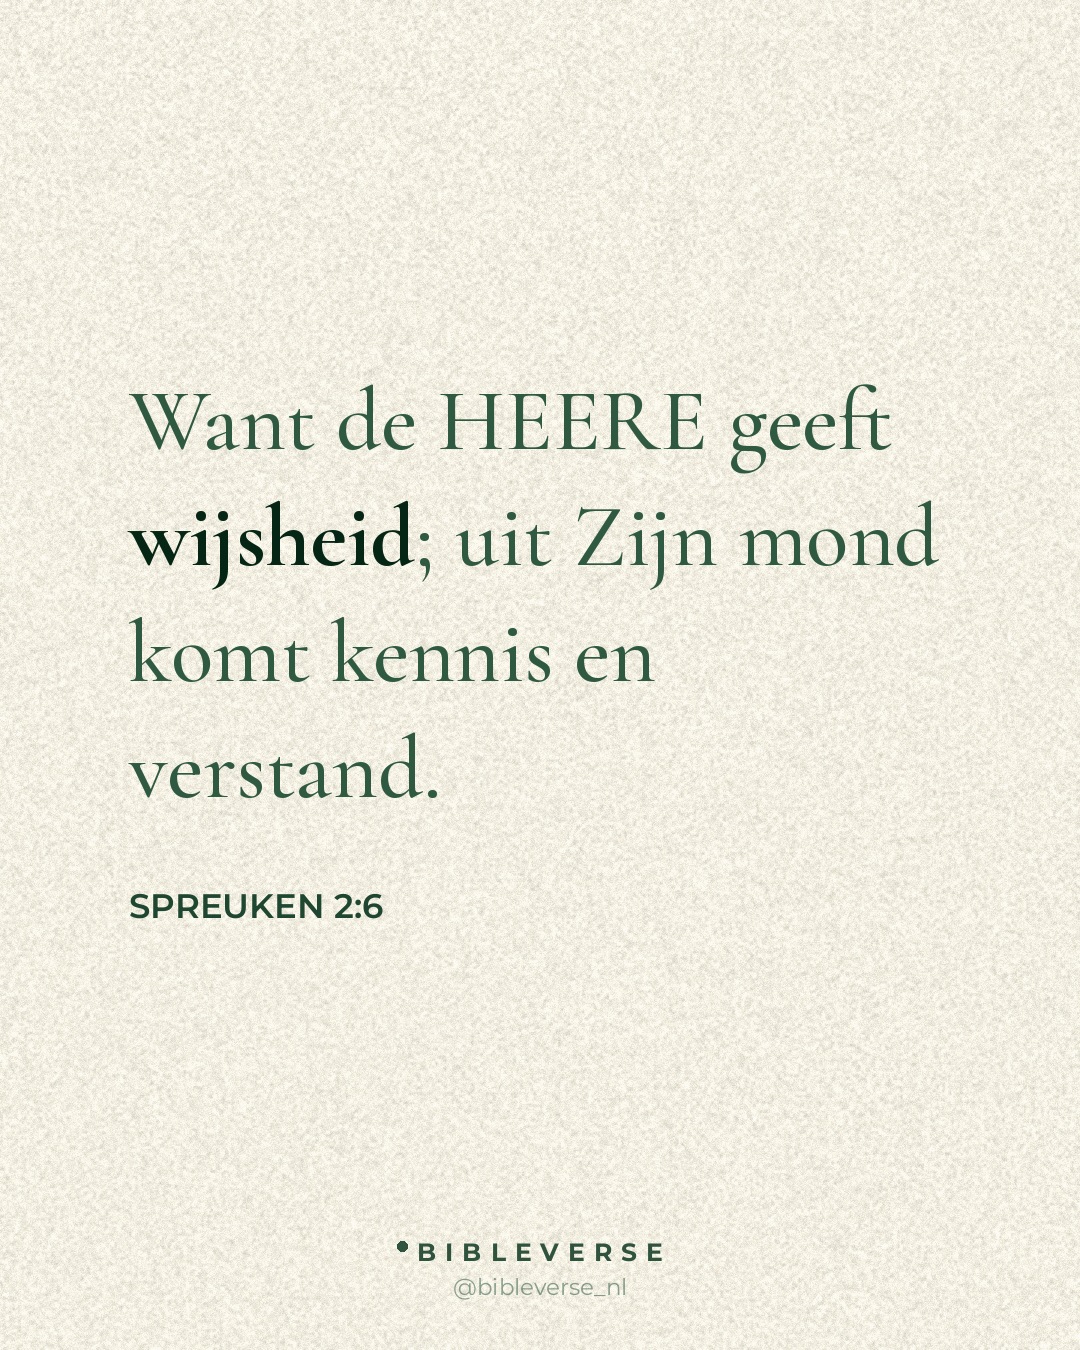 Want de HEERE geeft
wijsheid; uit Zijn mond
komt kennis en
verstand.
SPREUKEN 2:6
BIBLEVERSE
@bibleverse_nl